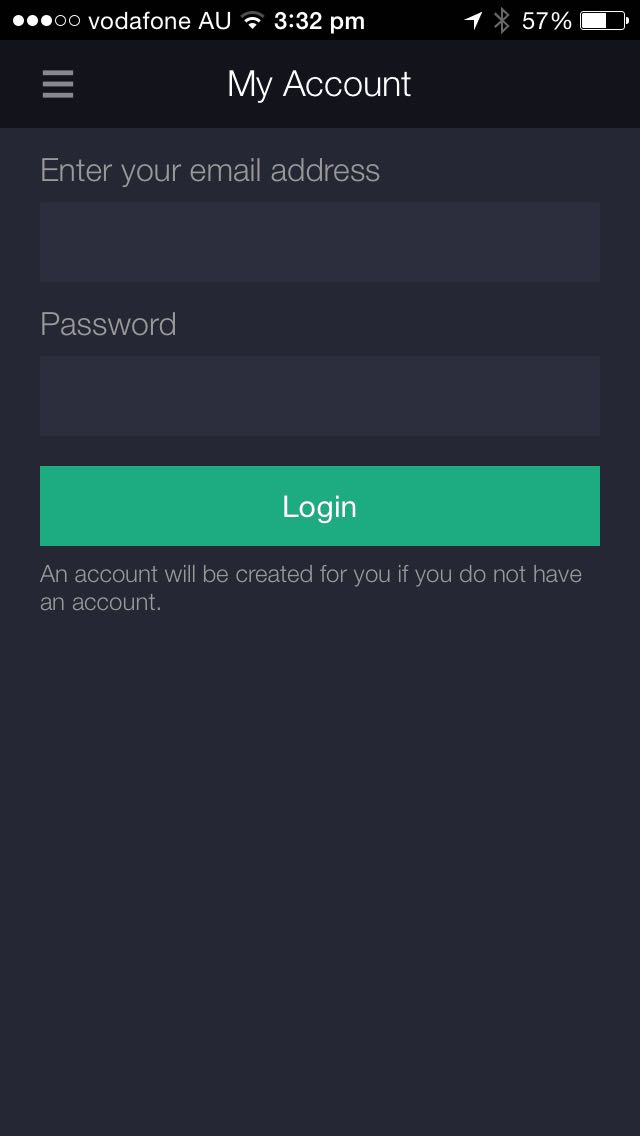 vodafone AU 3:32 pm 57%
My Account
Enter your email address
Password
Login
An account will be created for you if you do not have
an account.